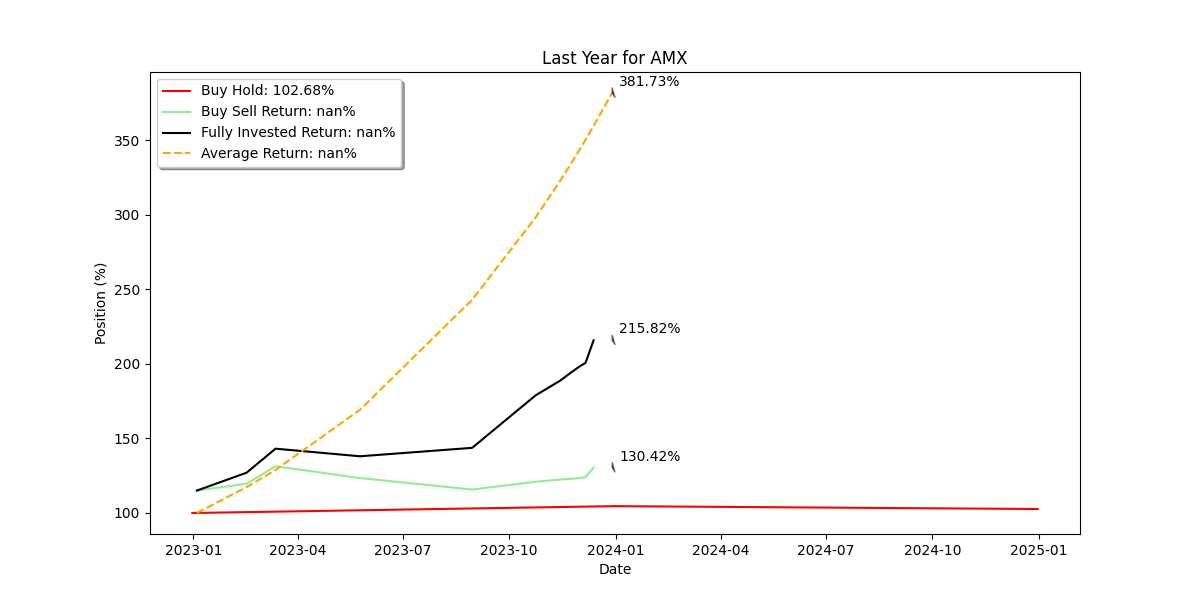 Last Year for AMX
Buy Hold: 102.68%
Buy Sell Return: nan%
Fully Invested Return: nan%
Average Return: nan%
381.73%
215.82%
130.42%
Position (%)
350
300
250
200
150
100
2023-01 2023-04 2023-07 2023-10 2024-01 2024-04 2024-07 2024-10 2025-01
Date